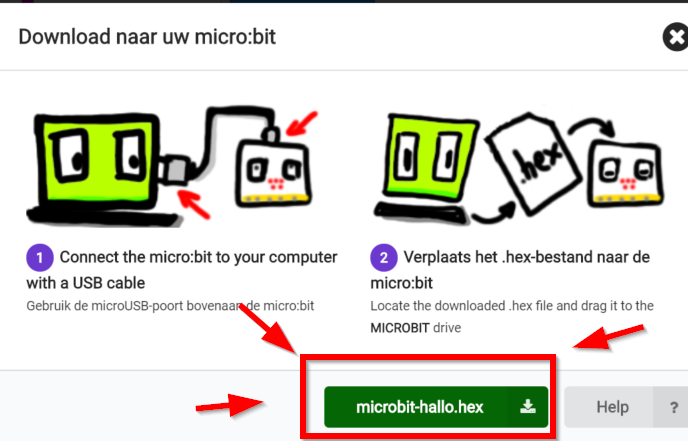 Download naar uw micro:bit
.hex
1 Connect the micro:bit to your computer
with a USB cable
Gebruik de microUSB-poort bovenaan de micro:bit
2 Verplaats het .hex-bestand naar de
micro:bit
Locate the downloaded .hex file and drag it to the
MICROBIT drive
microbit-hallo.hex
Help ?